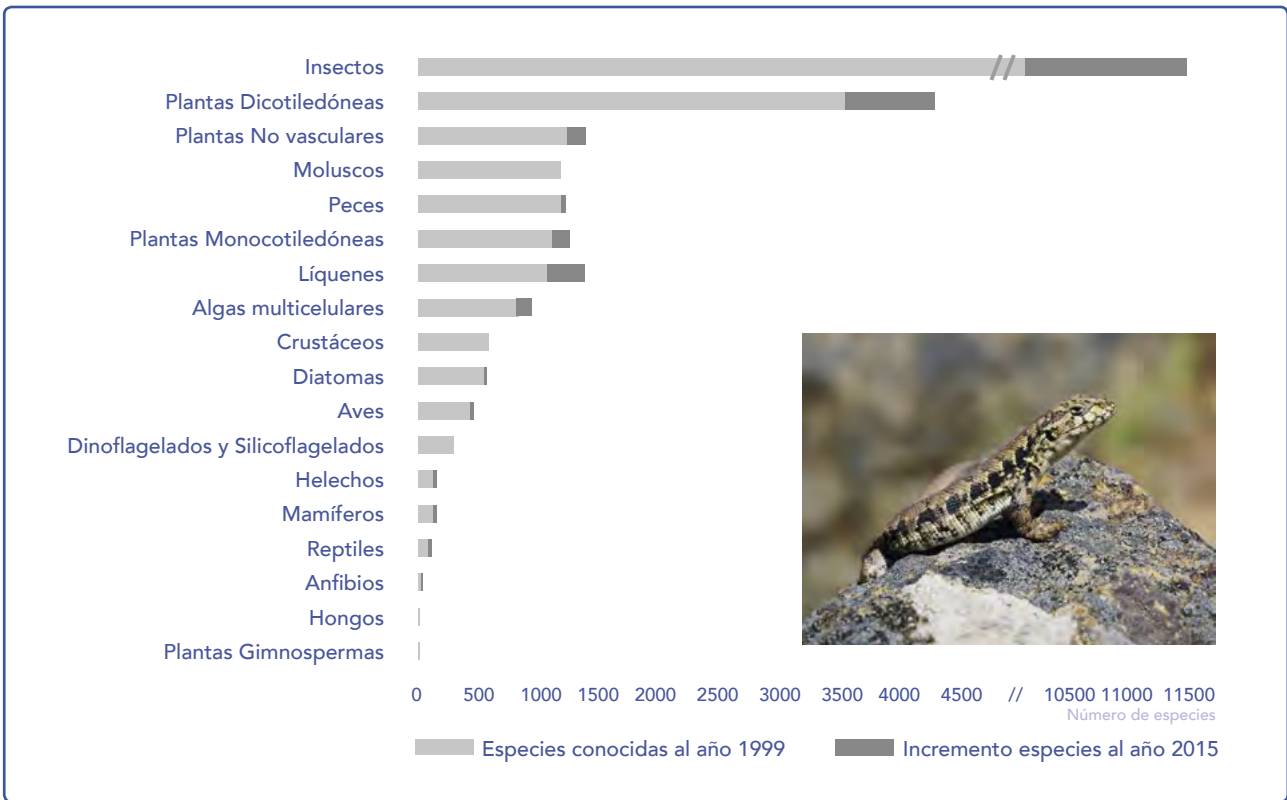 Insectos
Plantas Dicotiledóneas
Plantas No vasculares
Moluscos
Peces
Plantas Monocotiledóneas
Líquenes
Algas multicelulares
Crustáceos
Diatomas
Aves
Dinoflagelados y Silicoflagelados
Helechos
Mamíferos
Reptiles
Anfibios
Hongos
Plantas Gimnospermas
0 500 1000 1500 2000 2500 3000 3500 4000 4500 // 10500 11000 11500
Número de especies
Especies conocidas al año 1999 Incremento especies al año 2015